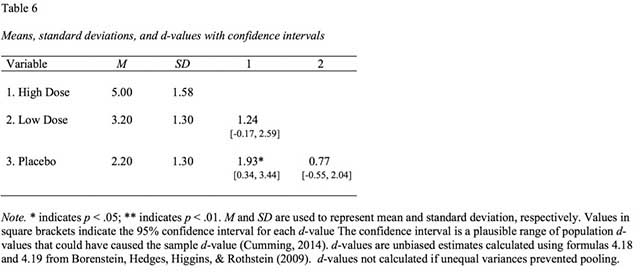 Table 6
Means, standard deviations, and d-values with confidence intervals
Variable M SD 1 2
1. High Dose 5.00 1.58
2. Low Dose 3.20 1.30 1.24
[-0.17, 2.59]
3. Placebo 2.20 1.30 1.93* 0.77
[0.34, 3.44] [-0.55, 2.04]
Note. * indicates p < .05; ** indicates p < .01. M and SD are used to represent mean and standard deviation, respectively. Values in
square brackets indicate the 95% confidence interval for each d-value The confidence interval is a plausible range of population d-
values that could have caused the sample d-value (Cumming, 2014). d-values are unbiased estimates calculated using formulas 4.18
and 4.19 from Borenstein, Hedges, Higgins, & Rothstein (2009). d-values not calculated if unequal variances prevented pooling.